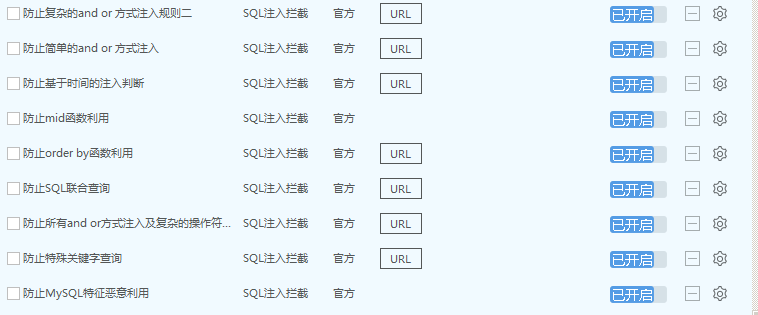 防止复杂的and or 方式注入规则二 SQL注入拦截 官方 URL 已开启
防止简单的and or 方式注入 SQL注入拦截 官方 URL 已开启
防止基于时间的注入判断 SQL注入拦截 官方 URL 已开启
防止mid函数利用 SQL注入拦截 官方 已开启
防止order by函数利用 SQL注入拦截 官方 URL 已开启
防止SQL联合查询 SQL注入拦截 官方 URL 已开启
防止所有and or方式注入及复杂的操作符... SQL注入拦截 官方 URL 已开启
防止特殊关键字查询 SQL注入拦截 官方 URL 已开启
防止MySQL特征恶意利用 SQL注入拦截 官方 已开启